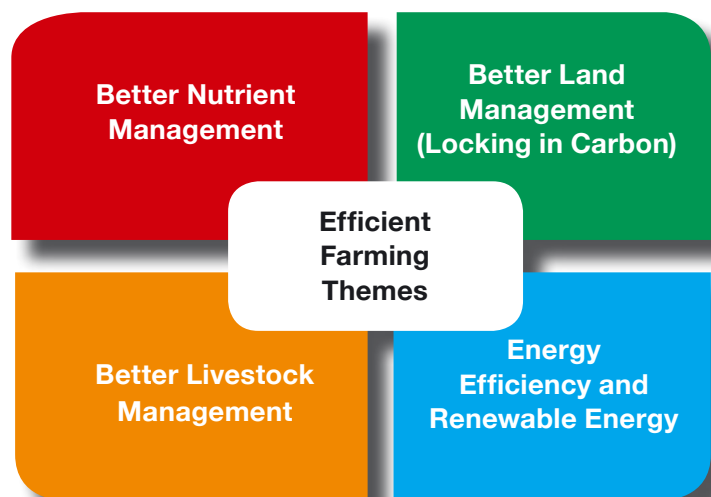 Better Nutrient
Management
Better Land
Management
(Locking in Carbon)
Efficient
Farming
Themes
Better Livestock
Management
Energy
Efficiency and
Renewable Energy